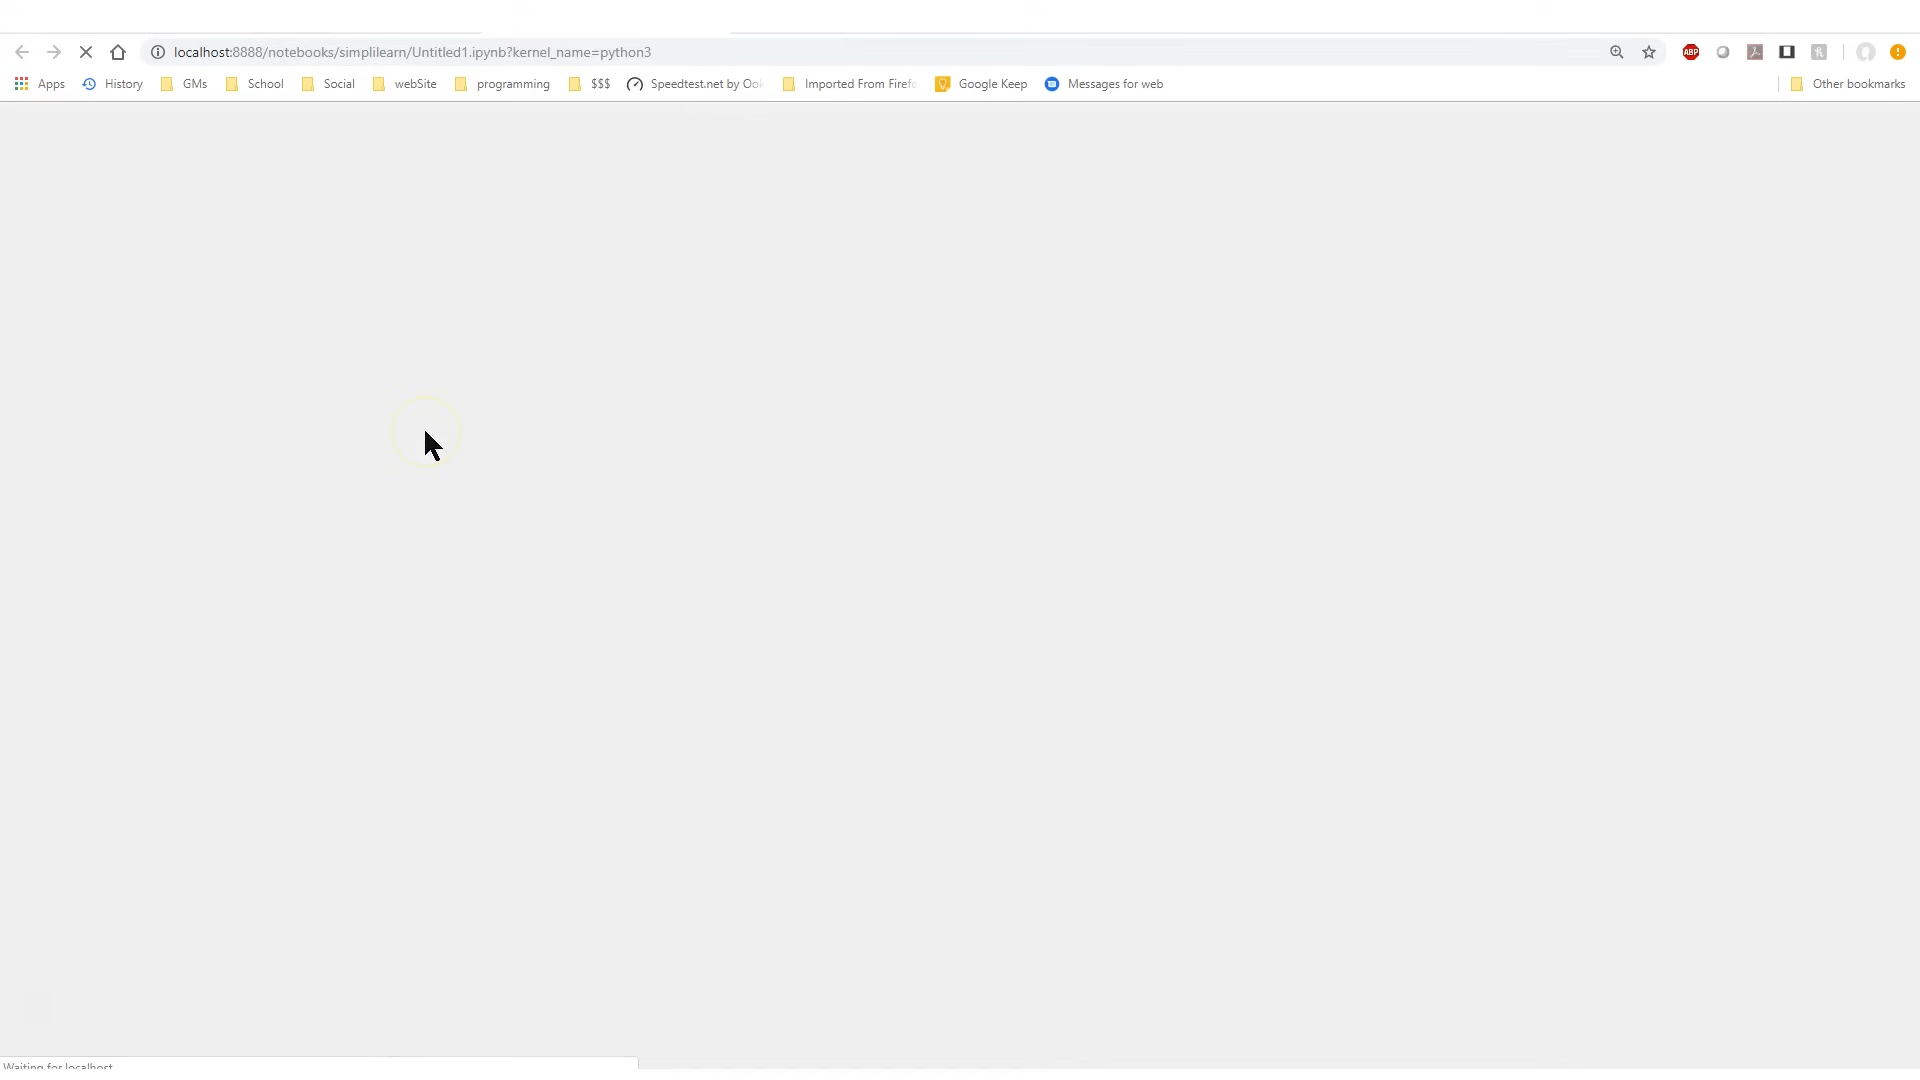 localhost:8888/notebooks/simplilearn/Untitled1.ipynb?kernel_name=python3
ABP
Apps History GMs School Social webSite programming $$$ Speedtest.net by Ook Imported From Firefo Google Keep Messages for web Other bookmarks
Waiting for localhost